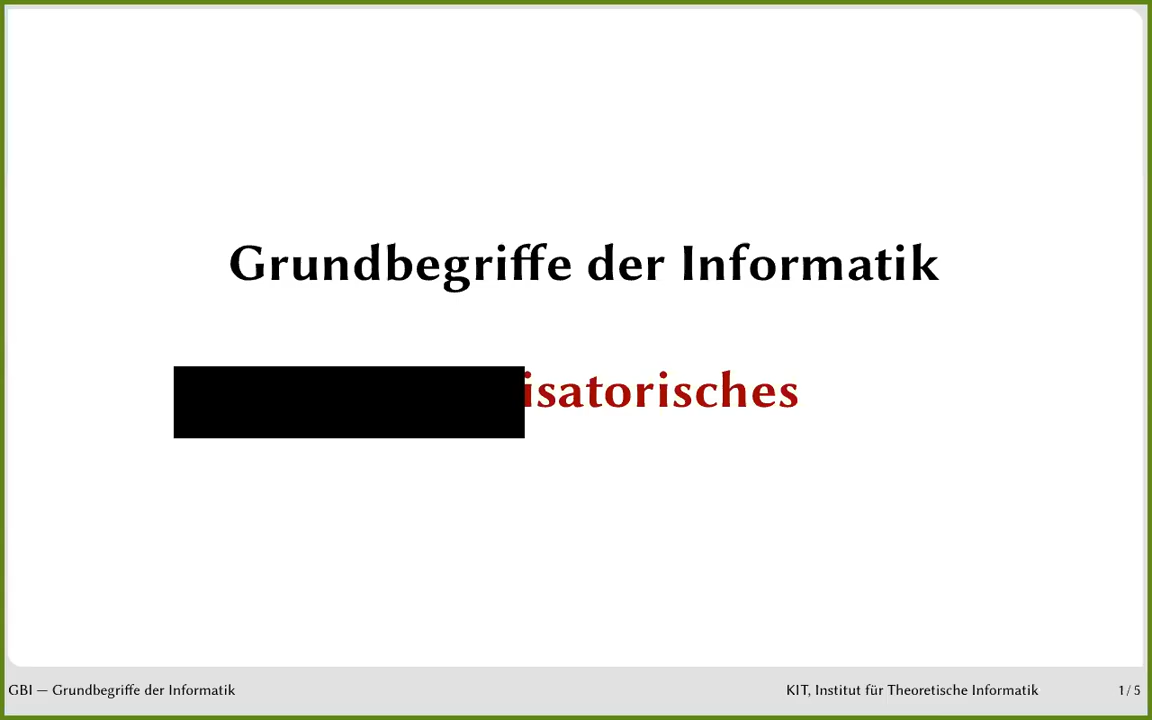 Grundbegriffe der Informatik
isatorisches
GBI — Grundbegriffe der Informatik
KIT, Institut für Theoretische Informatik
1 / 5